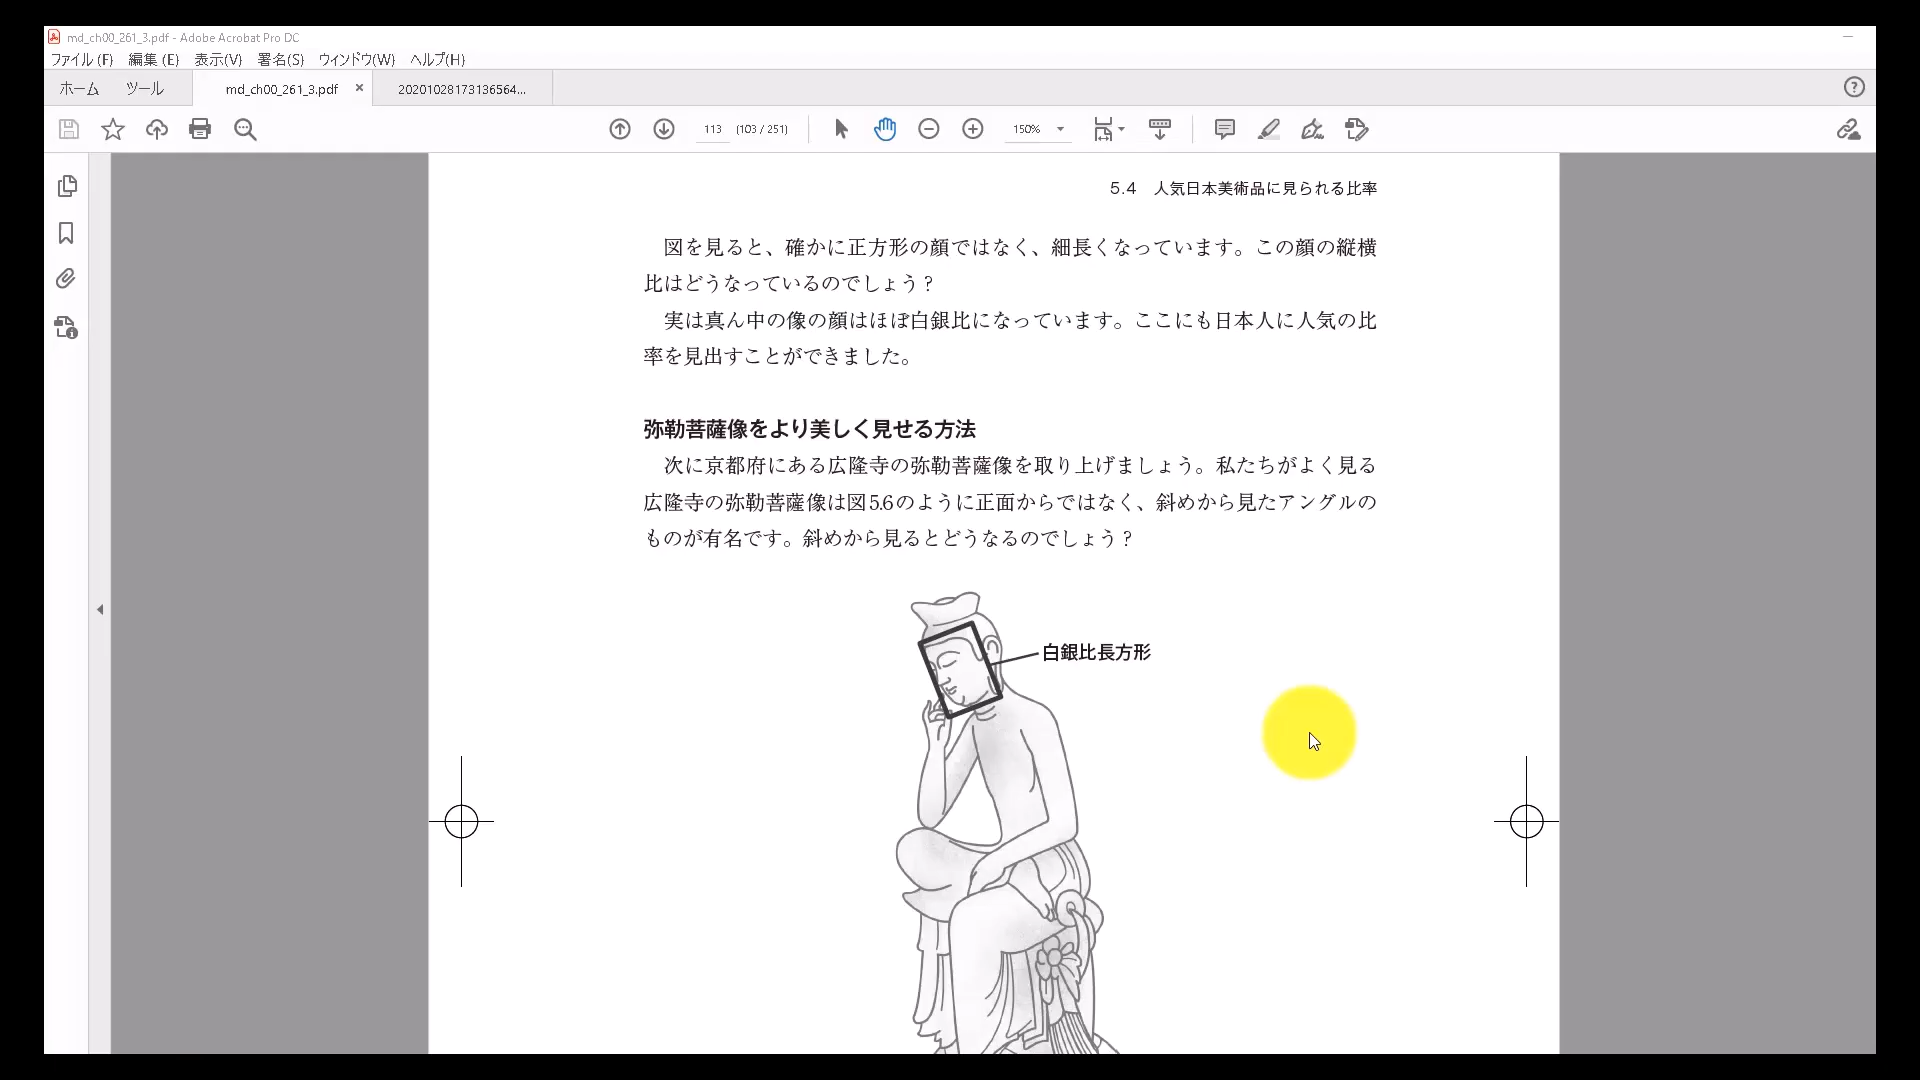 md_ch00_261_3.pdf - Adobe Acrobat Pro DC
ファイル(F) 編集(E) 表示(V) 署名(S) ウィンドウ(W) ヘルプ(H)
ホーム ツール md_ch00_261_3.pdf × 20201028173136564...
113 (103 / 251) 150%
5.4 人気日本美術品に見られる比率
図を見ると、確かに正方形の顔ではなく、細長くなっています。この顔の縦横
比はどうなっているのでしょう？
実は真ん中の像の顔はほぼ白銀比になっています。ここにも日本人に人気の比
率を見出すことができました。
弥勒菩薩像をより美しく見せる方法
次に京都府にある広隆寺の弥勒菩薩像を取り上げましょう。私たちがよく見る
広隆寺の弥勒菩薩像は図5.6のように正面からではなく、斜めから見たアングルの
ものが有名です。斜めから見るとどうなるのでしょう？
白銀比長方形